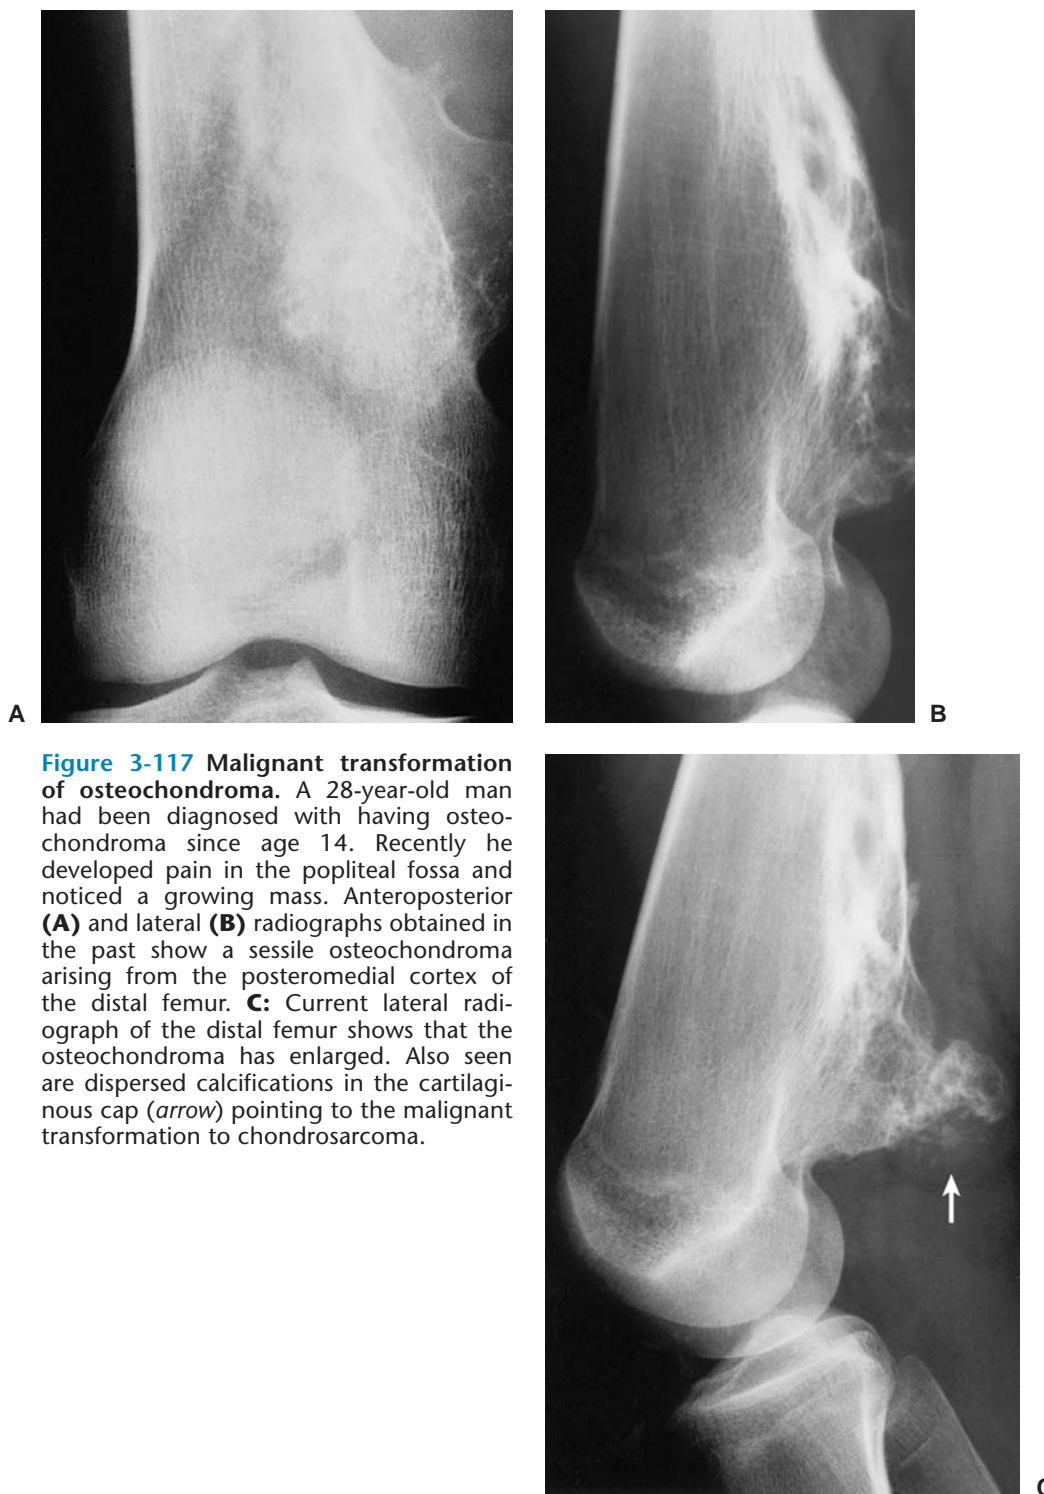 A
B
Figure 3-117 Malignant transformation
of osteochondroma. A 28-year-old man
had been diagnosed with having osteo-
chondroma since age 14. Recently he
developed pain in the popliteal fossa and
noticed a growing mass. Anteroposterior
(A) and lateral (B) radiographs obtained in
the past show a sessile osteochondroma
arising from the posteromedial cortex of
the distal femur. C: Current lateral radi-
ograph of the distal femur shows that the
osteochondroma has enlarged. Also seen
are dispersed calcifications in the cartilagi-
nous cap (arrow) pointing to the malignant
transformation to chondrosarcoma.
C